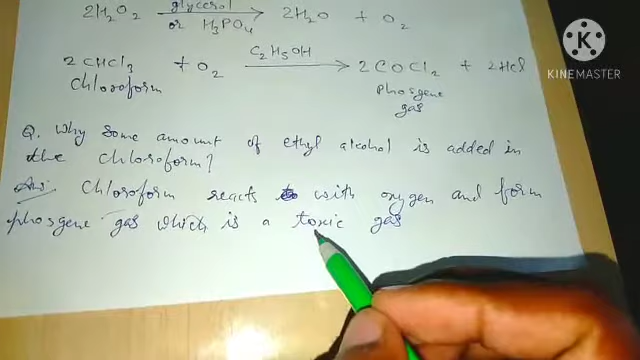 glycerol
2H₂O₂ ⟶ 2H₂O + O₂
or H₃PO₄
C₂H₅OH
2CHCl₃ + O₂ ⟶ 2COCl₂ + 2HCl
Chloroform
phosgene
gas
KINEMASTER
Q. Why some amount of ethyl alcohol is added in
the chloroform?
Ans: Chloroform reacts with oxygen and form
phosgene gas which is a toxic gas